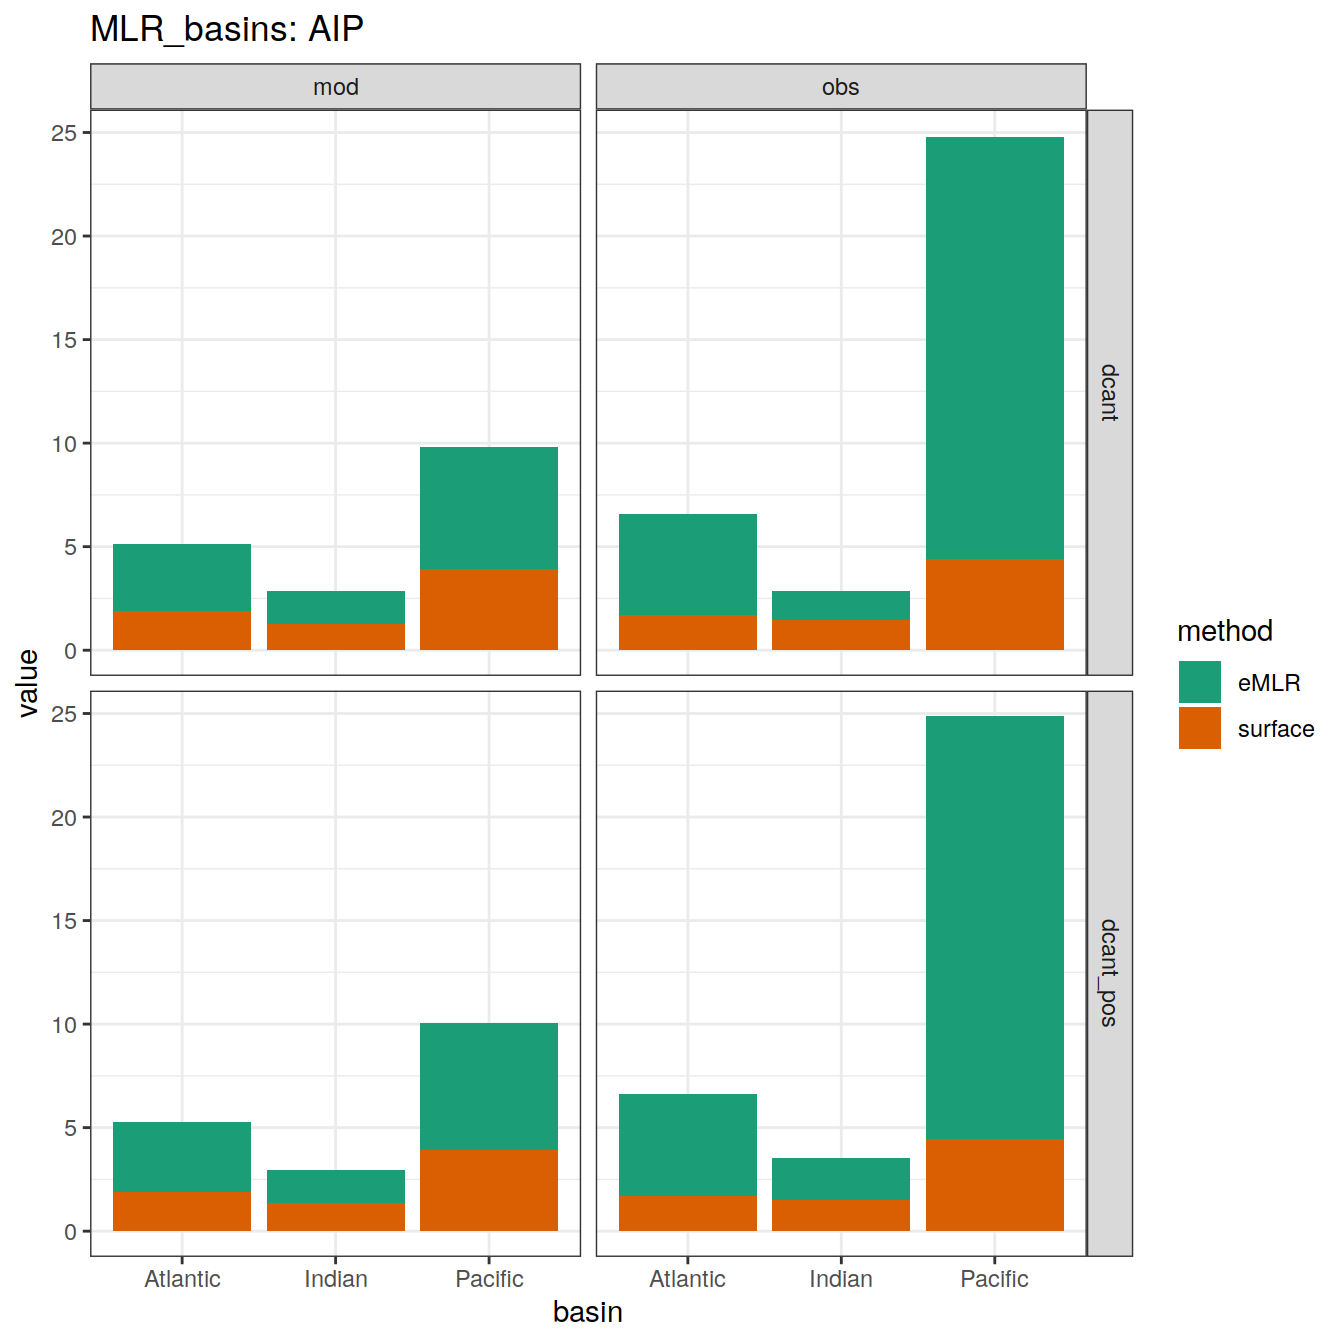 MLR_basins: AIP
mod
obs
25
20
15
10
5
0
dcant
25
20
15
10
5
0
dcant_pos
value
Atlantic
Indian
Pacific
Atlantic
Indian
Pacific
basin
method
eMLR
surface